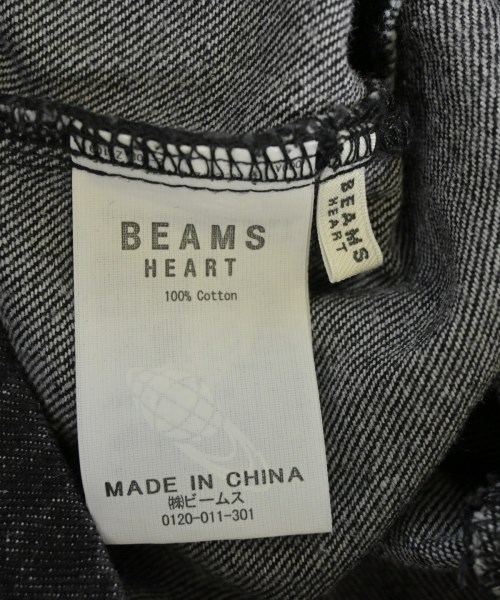 BEAMS
HEART
100% Cotton
MADE IN CHINA
㈱ビームス
0120-011-301
BEAMS
HEART